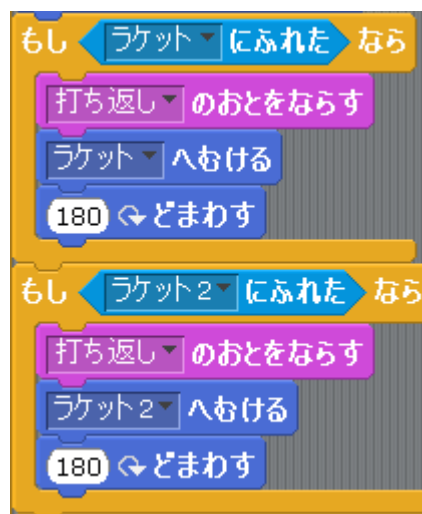 もし ラケット にふれた なら
打ち返し のおとをならす
ラケット へむける
180 どまわす
もし ラケット2 にふれた なら
打ち返し のおとをならす
ラケット2 へむける
180 どまわす